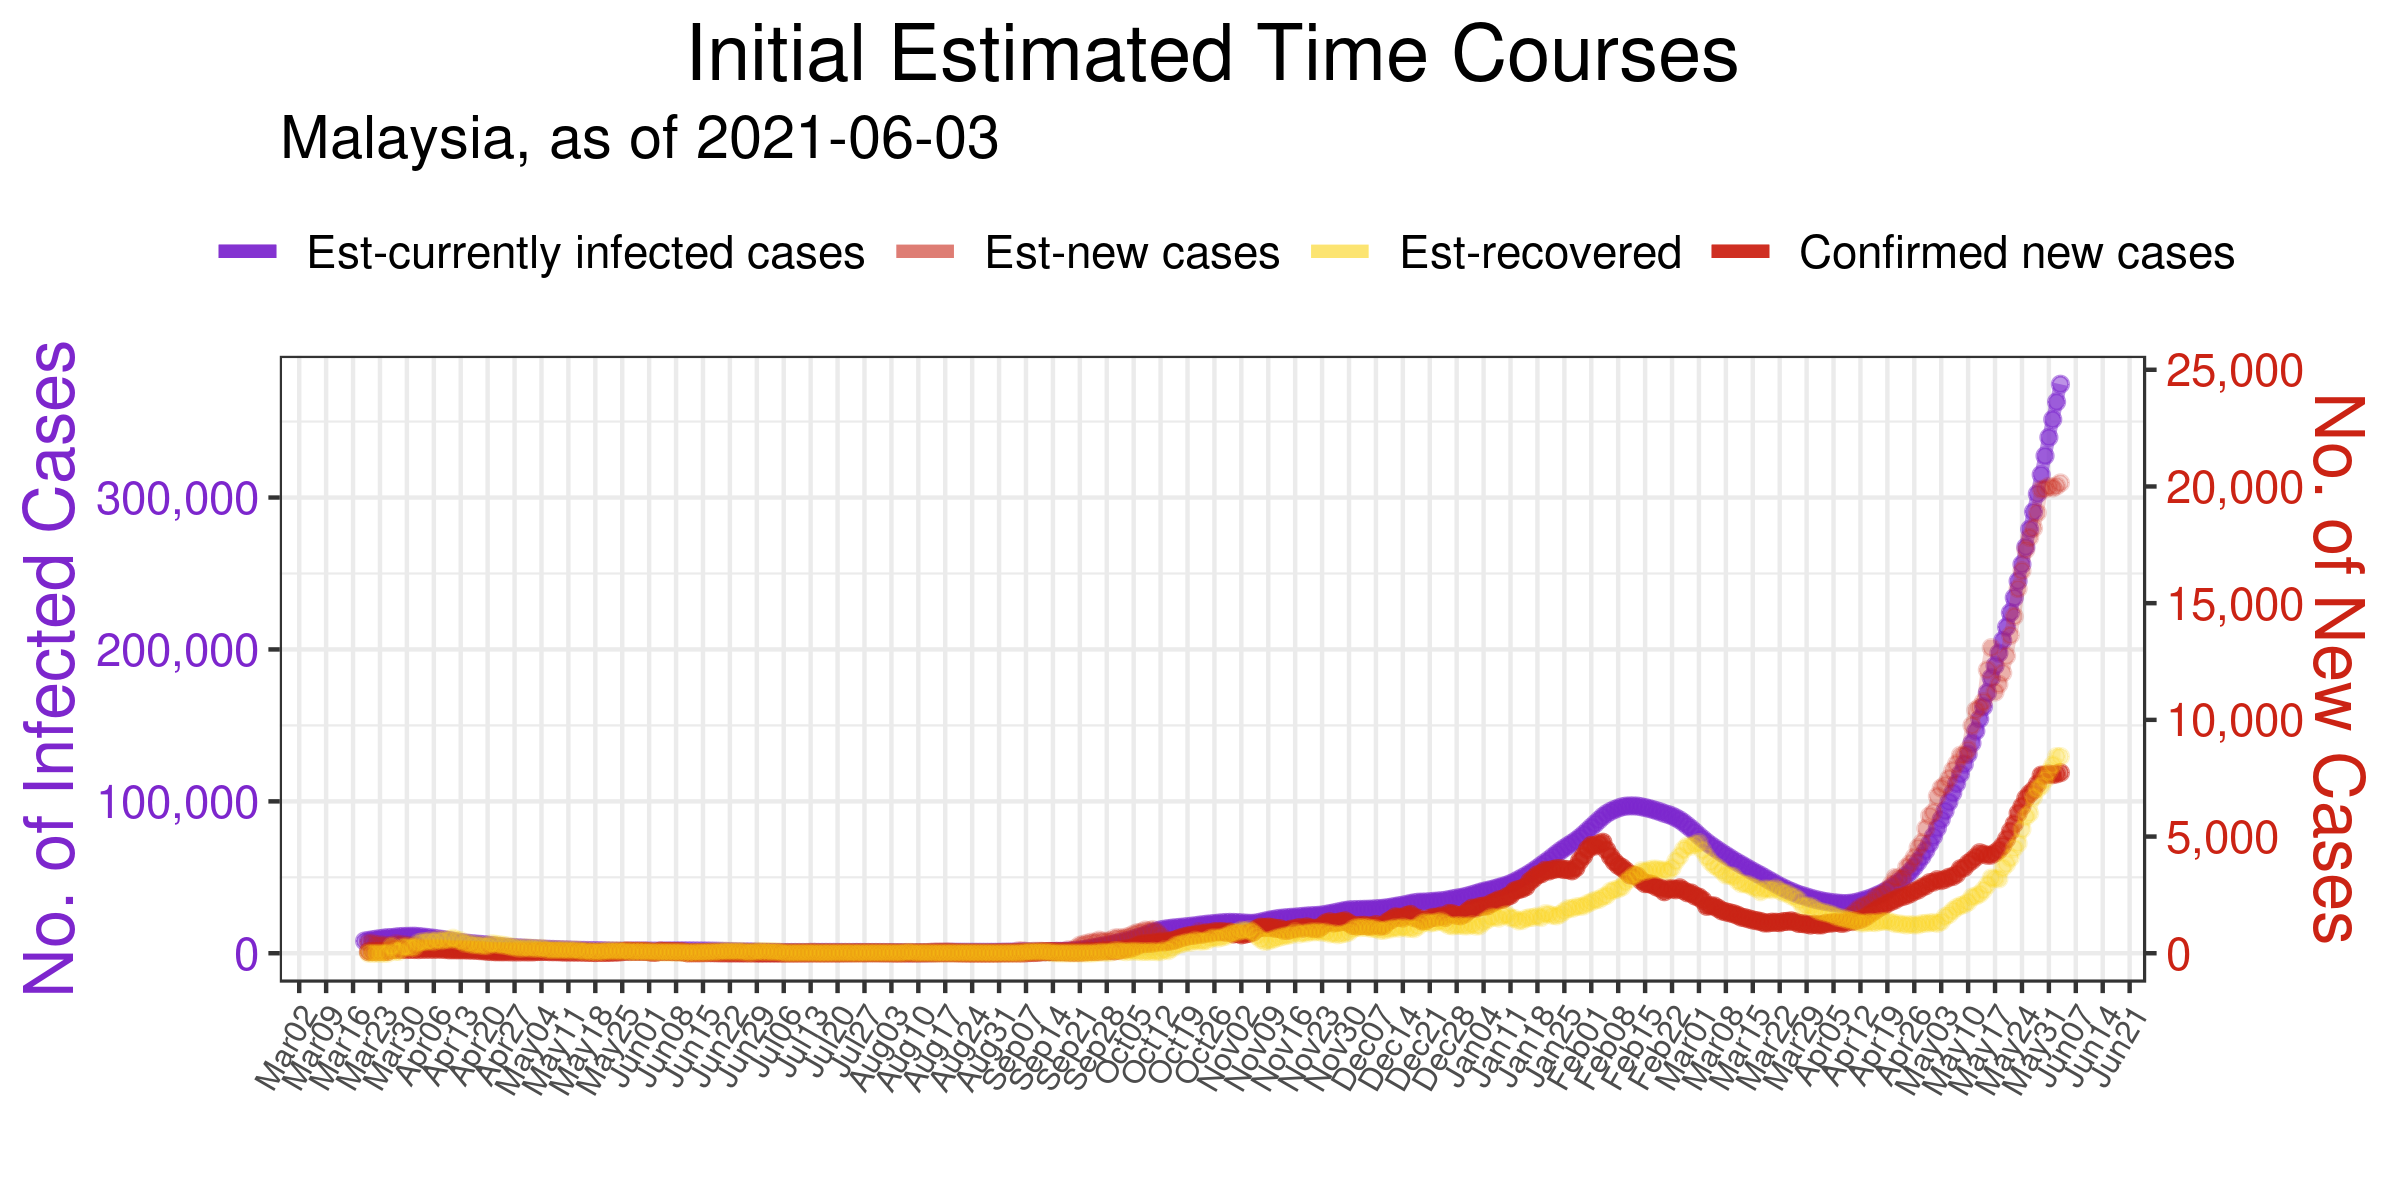 Initial Estimated Time Courses
Malaysia, as of 2021-06-03
Est-currently infected cases
Est-new cases
Est-recovered
Confirmed new cases
No. of Infected Cases
300,000
200,000
100,000
0
25,000
20,000
15,000
10,000
5,000
0
No. of New Cases
Mar02
Mar09
Mar16
Mar23
Mar30
Apr06
Apr13
Apr20
Apr27
May04
May11
May18
May25
Jun01
Jun08
Jun15
Jun22
Jun29
Jul06
Jul13
Jul20
Jul27
Aug03
Aug10
Aug17
Aug24
Aug31
Sep07
Sep14
Sep21
Sep28
Oct05
Oct12
Oct19
Oct26
Nov02
Nov09
Nov16
Nov23
Nov30
Dec07
Dec14
Dec21
Dec28
Jan04
Jan11
Jan18
Jan25
Feb01
Feb08
Feb15
Feb22
Mar01
Mar08
Mar15
Mar22
Mar29
Apr05
Apr12
Apr19
Apr26
May03
May10
May17
May24
May31
Jun07
Jun14
Jun21